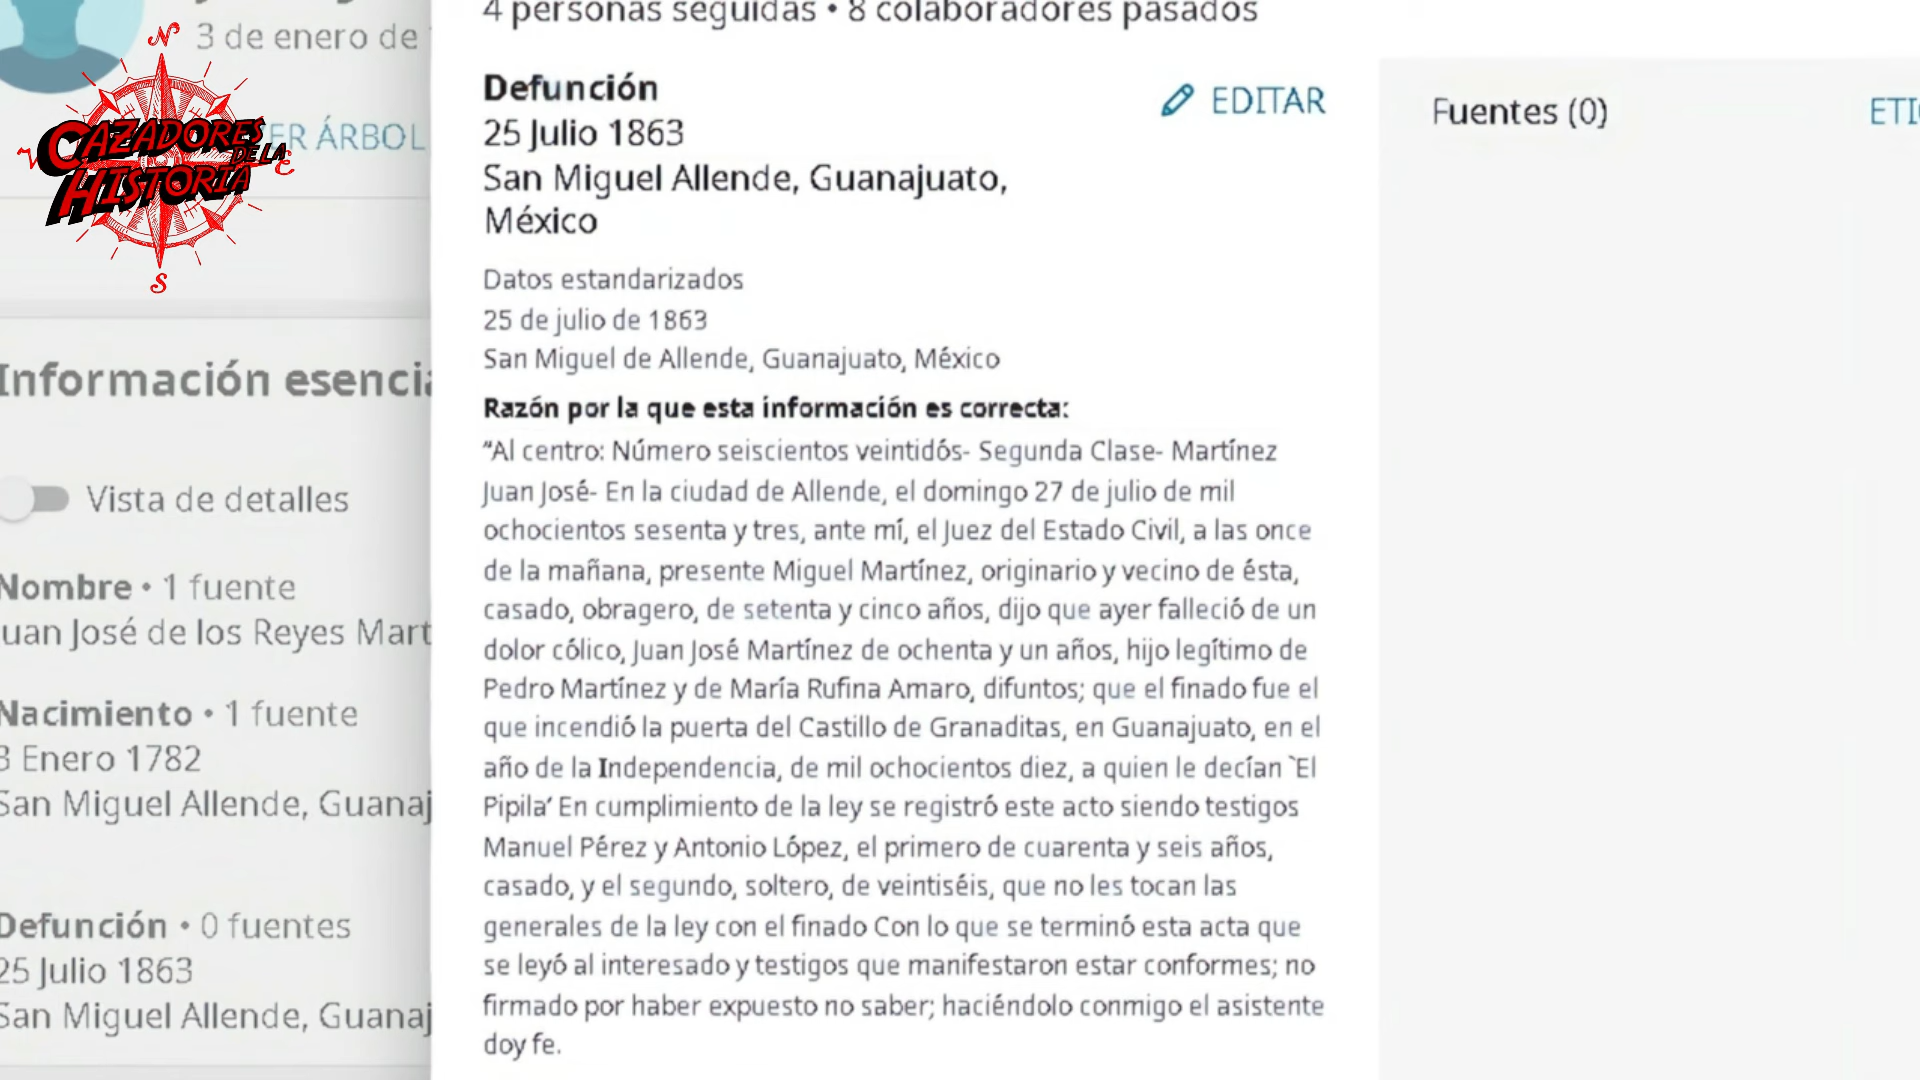 4 personas seguidas • 8 colaboradores pasados
3 de enero de
N
CAZADORES
DE LA
HISTORIA
E
S
ER ÁRBOL
Defunción
EDITAR
25 Julio 1863
San Miguel Allende, Guanajuato,
México
Fuentes (0)
Datos estandarizados
25 de julio de 1863
San Miguel de Allende, Guanajuato, México
Razón por la que esta información es correcta:
“Al centro: Número seiscientos veintidós- Segunda Clase- Martínez
Juan José- En la ciudad de Allende, el domingo 27 de julio de mil
ochocientos sesenta y tres, ante mí, el Juez del Estado Civil, a las once
de la mañana, presente Miguel Martínez, originario y vecino de ésta,
casado, obragero, de setenta y cinco años, dijo que ayer falleció de un
dolor cólico, Juan José Martínez de ochenta y un años, hijo legítimo de
Pedro Martínez y de María Rufina Amaro, difuntos; que el finado fue el
que incendió la puerta del Castillo de Granaditas, en Guanajuato, en el
año de la Independencia, de mil ochocientos diez, a quien le decían `El
Pipila’ En cumplimiento de la ley se registró este acto siendo testigos
Manuel Pérez y Antonio López, el primero de cuarenta y seis años,
casado, y el segundo, soltero, de veintiséis, que no les tocan las
generales de la ley con el finado Con lo que se terminó esta acta que
se leyó al interesado y testigos que manifestaron estar conformes; no
firmado por haber expuesto no saber; haciéndolo conmigo el asistente
doy fe.
Información esencia
Vista de detalles
Nombre • 1 fuente
Juan José de los Reyes Mart
Nacimiento • 1 fuente
3 Enero 1782
San Miguel Allende, Guanaj
Defunción • 0 fuentes
25 Julio 1863
San Miguel Allende, Guanaj